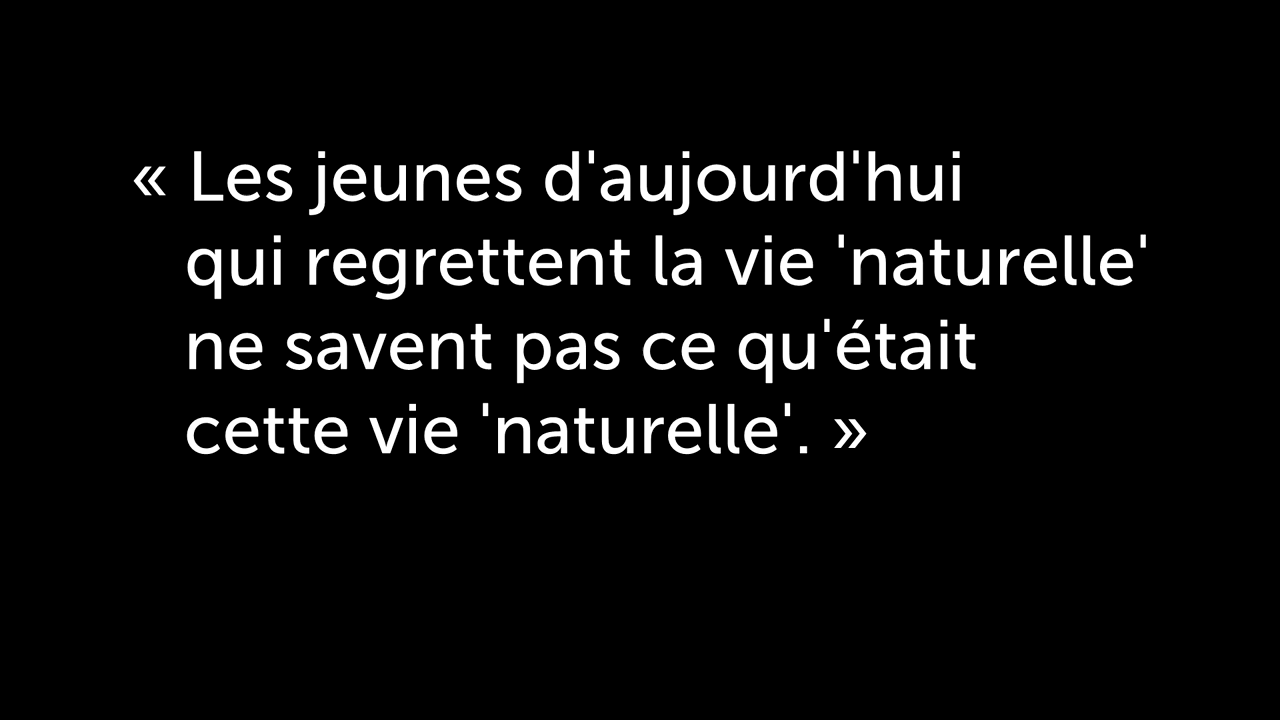 « Les jeunes d'aujourd'hui
qui regrettent la vie 'naturelle'
ne savent pas ce qu'était
cette vie 'naturelle'. »